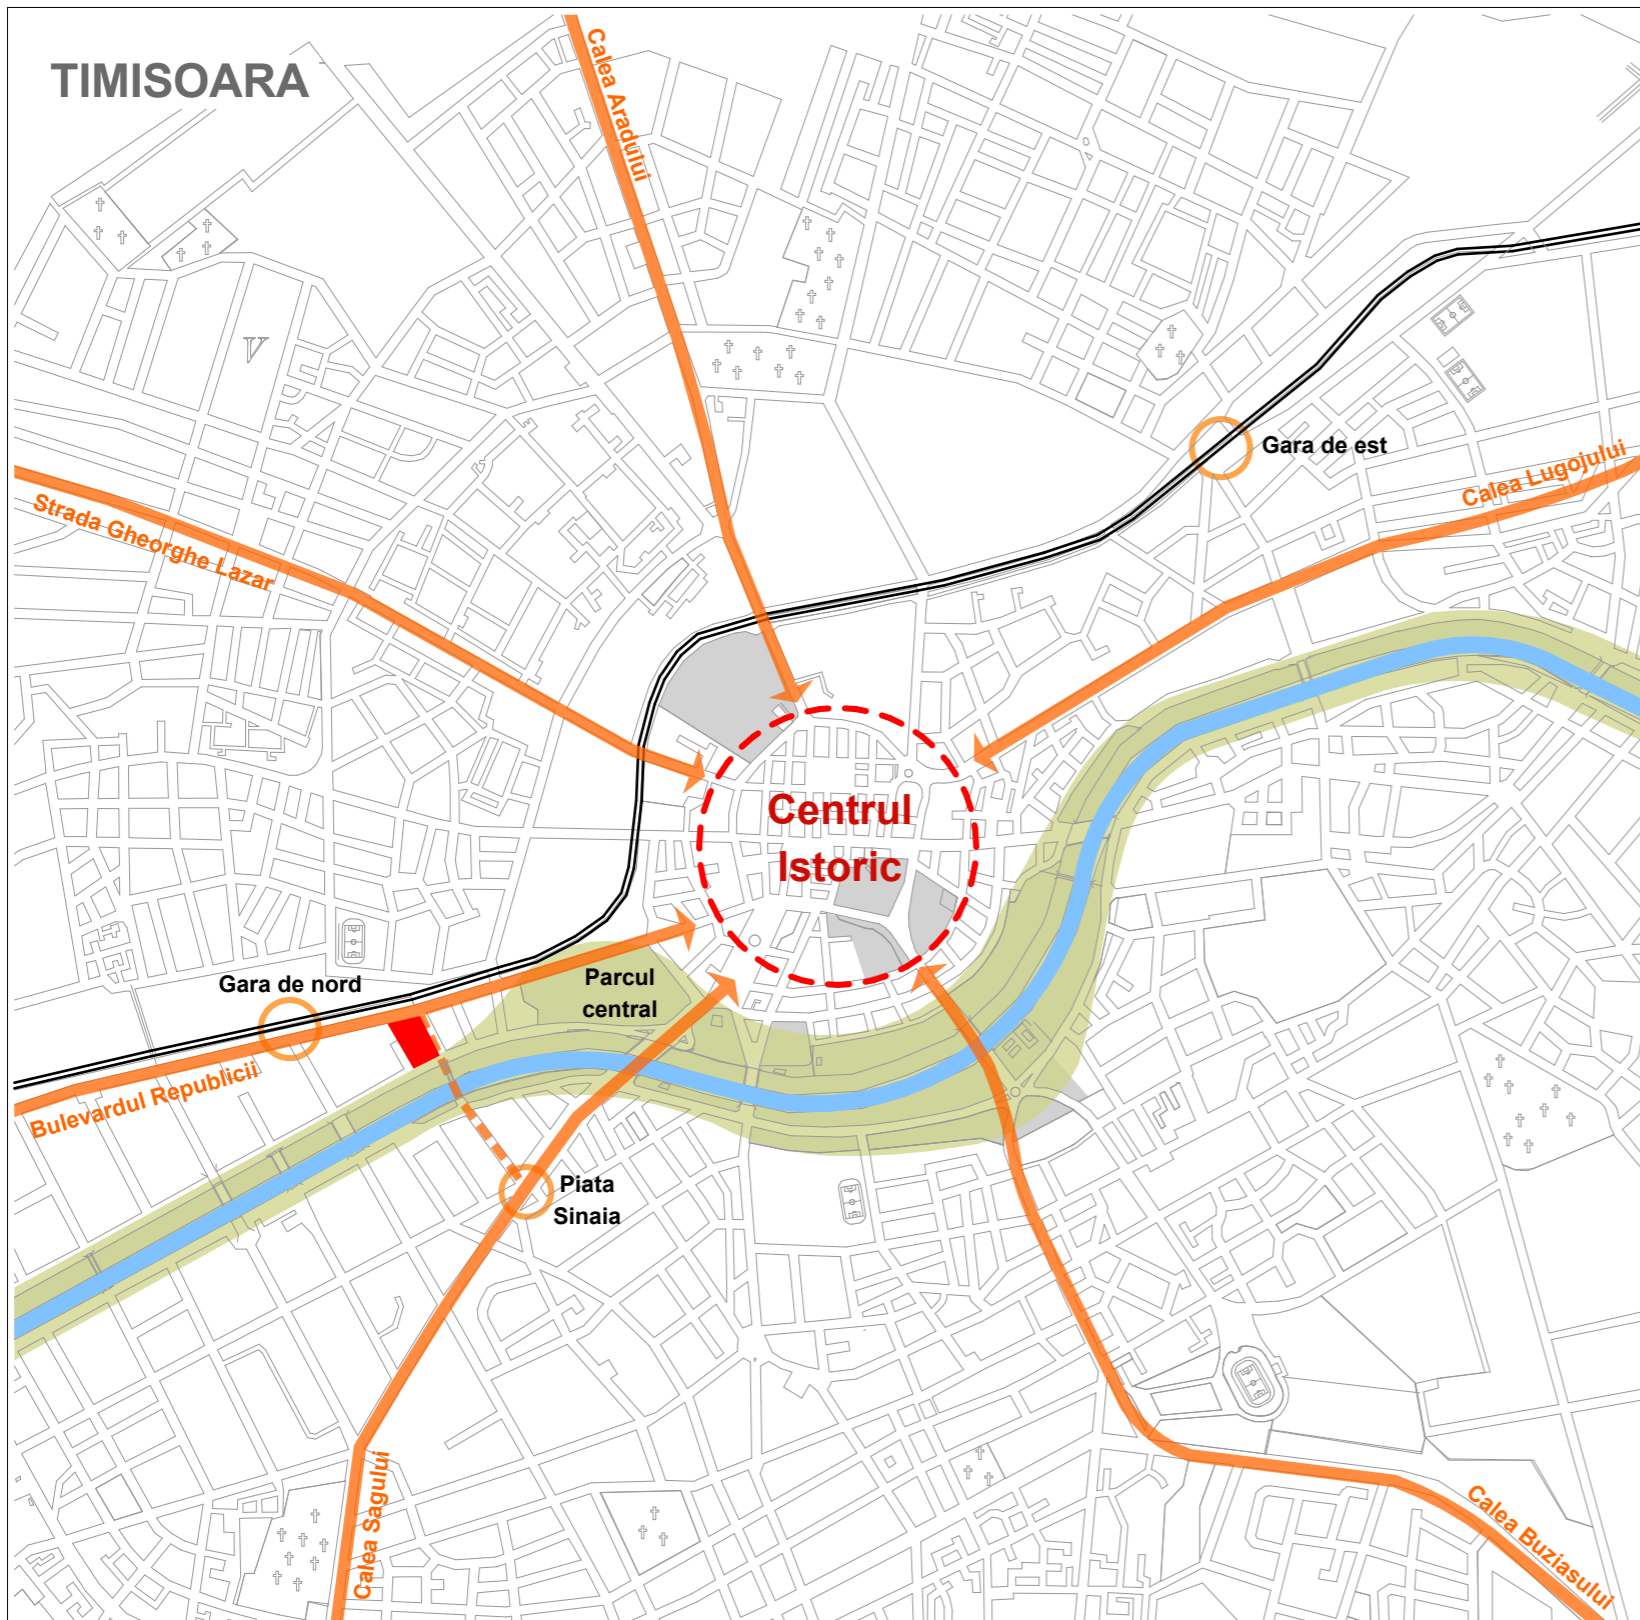 TIMISOARA
Calea Aradului
Gara de est
Calea Lugojului
Strada Gheorghe Lazar
Centrul
Istoric
Gara de nord
Parcul
central
Bulevardul Republicii
Piata
Sinaia
Calea Sagului
Calea Buziasului